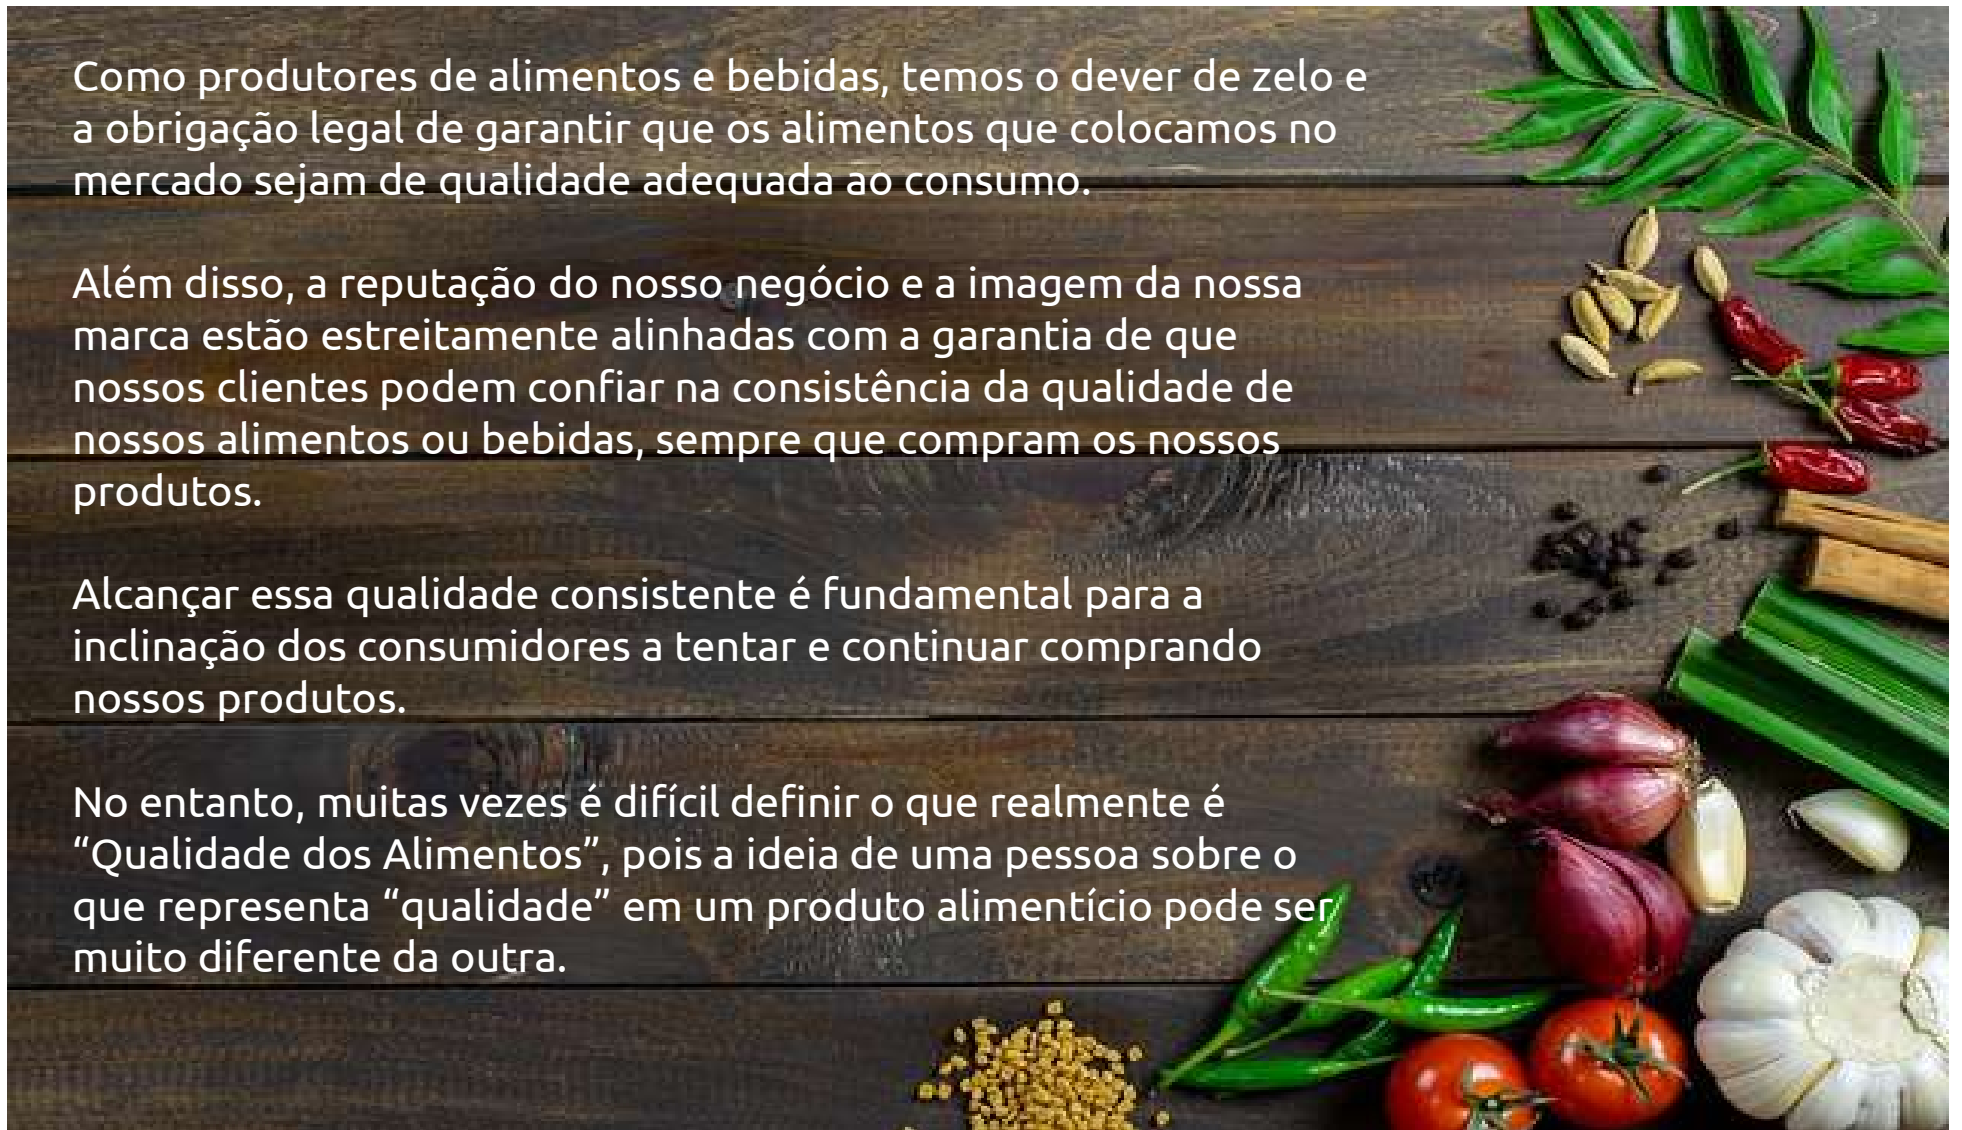 Como produtores de alimentos e bebidas, temos o dever de zelo e
a obrigação legal de garantir que os alimentos que colocamos no
mercado sejam de qualidade adequada ao consumo.
Além disso, a reputação do nosso negócio e a imagem da nossa
marca estão estreitamente alinhadas com a garantia de que
nossos clientes podem confiar na consistência da qualidade de
nossos alimentos ou bebidas, sempre que compram os nossos
produtos.
Alcançar essa qualidade consistente é fundamental para a
inclinação dos consumidores a tentar e continuar comprando
nossos produtos.
No entanto, muitas vezes é difícil definir o que realmente é
“Qualidade dos Alimentos”, pois a ideia de uma pessoa sobre o
que representa “qualidade” em um produto alimentício pode ser
muito diferente da outra.